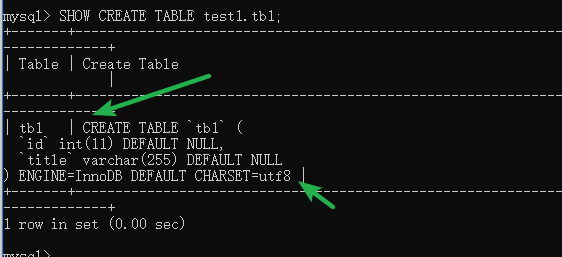 mysql> SHOW CREATE TABLE test1.tb1;
+-------+---------------------------------------------------------------
-------------+
| Table | Create Table
             |
+-------+---------------------------------------------------------------
-------------+
| tb1   | CREATE TABLE `tb1` (
  `id` int(11) DEFAULT NULL,
  `title` varchar(255) DEFAULT NULL
) ENGINE=InnoDB DEFAULT CHARSET=utf8 |
+-------+---------------------------------------------------------------
-------------+
1 row in set (0.00 sec)
mysql>